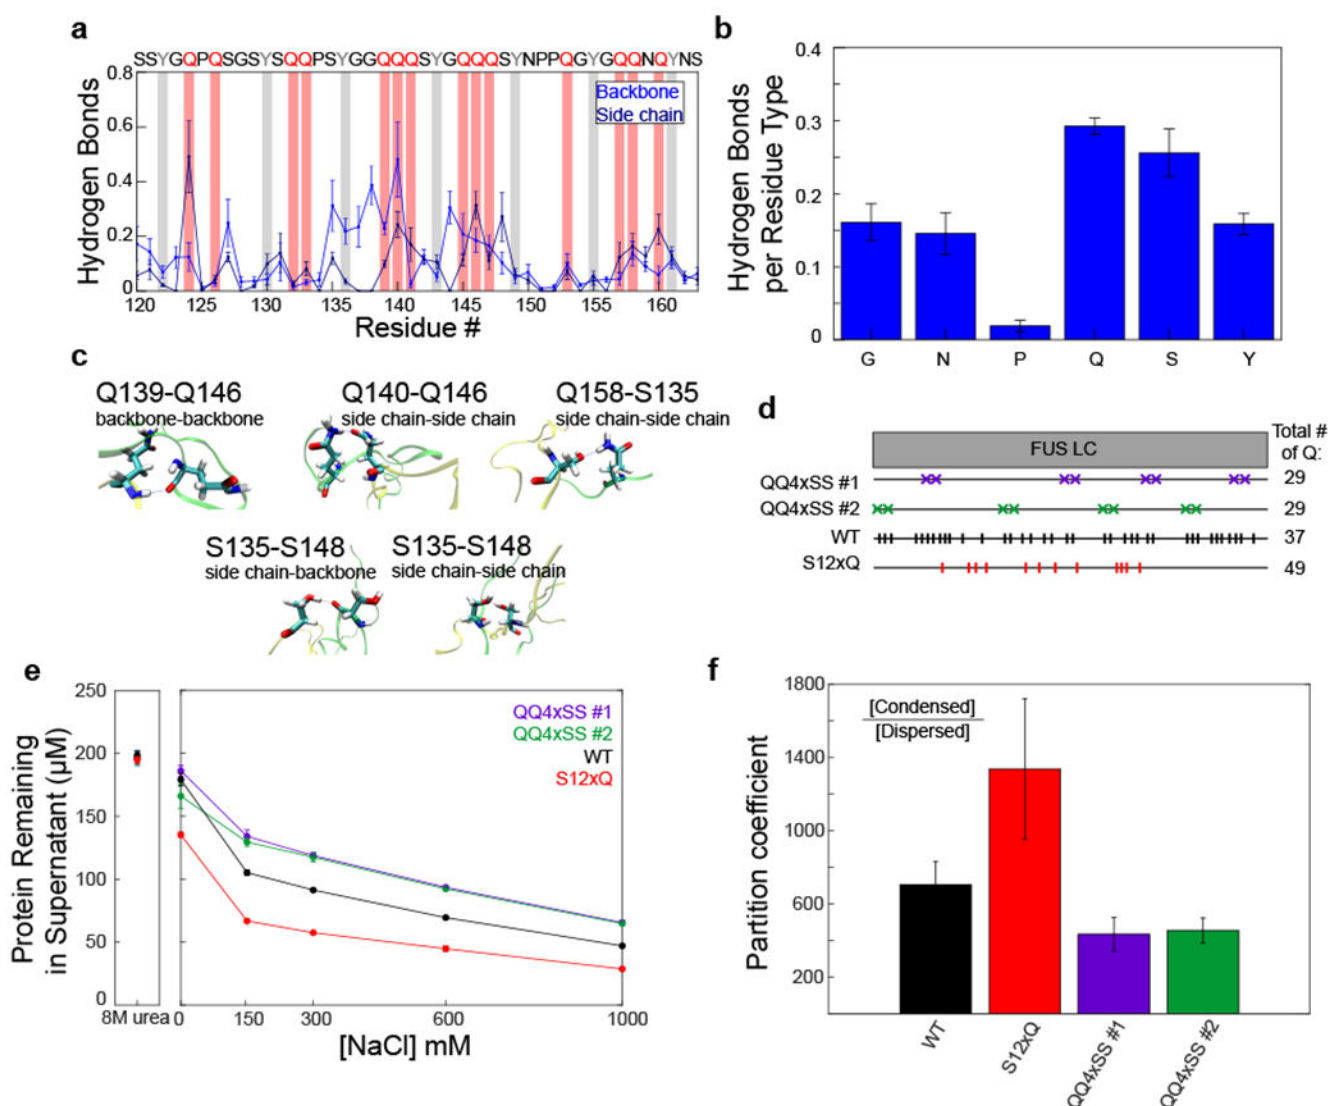 a
SSYGQPQSGSYSQQPSYGGQQQSYGQQQSYNPPQGYGQQNQYNS
0.8
0.6
0.4
0.2
0
Hydrogen Bonds
Backbone
Side chain
120 125 130 135 140 145 150 155 160
Residue #
b
0.4
0.3
0.2
0.1
0
Hydrogen Bonds
per Residue Type
G N P Q S Y
c
Q139-Q146
backbone-backbone
Q140-Q146
side chain-side chain
Q158-S135
side chain-side chain
S135-S148
side chain-backbone
S135-S148
side chain-side chain
d
Total #
of Q:
FUS LC
QQ4xSS #1 29
QQ4xSS #2 29
WT 37
S12xQ 49
e
250
200
150
100
50
0
Protein Remaining
in Supernatant (µM)
QQ4xSS #1
QQ4xSS #2
WT
S12xQ
8M urea 0 150 300 600 1000
[NaCl] mM
f
1800
1400
1000
600
200
Partition coefficient
[Condensed]
[Dispersed]
WT
S12xQ
QQ4xSS #1
QQ4xSS #2